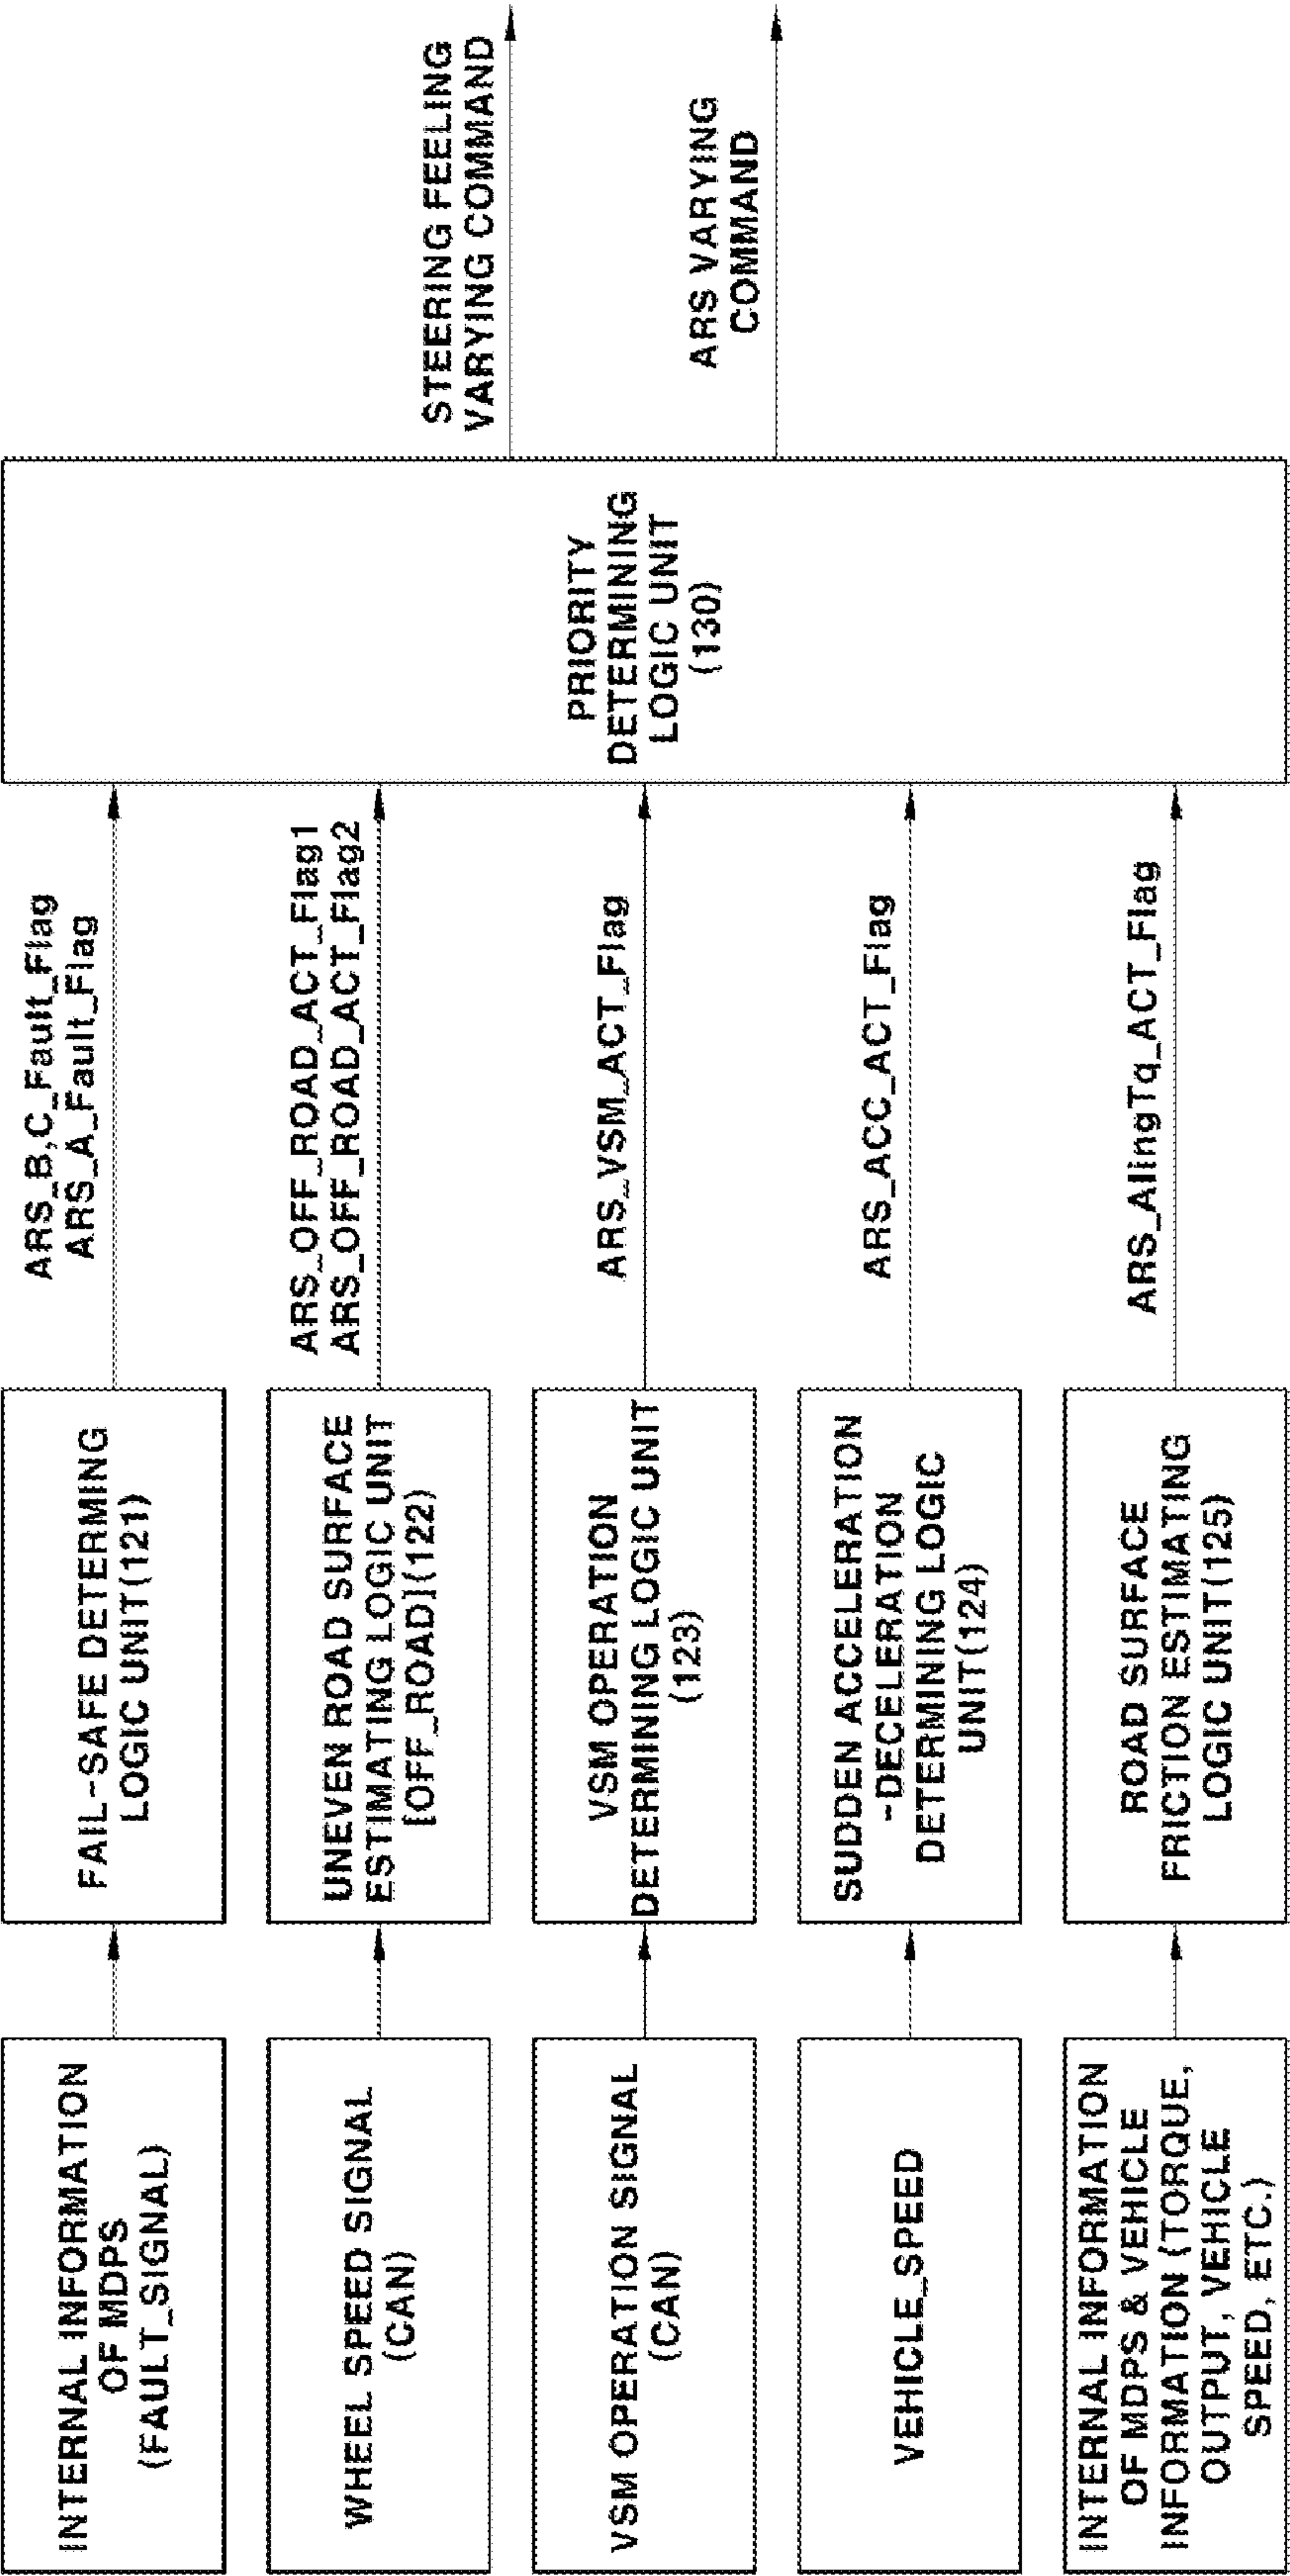 INTERNAL INFORMATION
OF MDPS
(FAULT_SIGNAL)
FAIL-SAFE DETERMING
LOGIC UNIT(121)
ARS_B,C_Fault_Flag
ARS_A_Fault_Flag
WHEEL SPEED SIGNAL
(CAN)
UNEVEN ROAD SURFACE
ESTIMATING LOGIC UNIT
[OFF_ROAD](122)
ARS_OFF_ROAD_ACT_Flag1
ARS_OFF_ROAD_ACT_Flag2
VSM OPERATION SIGNAL
(CAN)
VSM OPERATION
DETERMINING LOGIC UNIT
(123)
ARS_VSM_ACT_Flag
VEHICLE_SPEED
SUDDEN ACCELERATION
-DECELERATION
DETERMINING LOGIC
UNIT(124)
ARS_ACC_ACT_Flag
INTERNAL INFORMATION
OF MDPS & VEHICLE
INFORMATION (TORQUE,
OUTPUT, VEHICLE
SPEED, ETC.)
ROAD SURFACE
FRICTION ESTIMATING
LOGIC UNIT(125)
ARS_AlingTq_ACT_Flag
PRIORITY
DETERMINING
LOGIC UNIT
(130)
STEERING FEELING
VARYING COMMAND
ARS VARYING
COMMAND